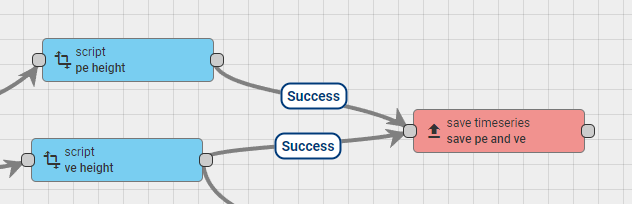 script
pe height
Success
save timeseries
save pe and ve
Success
script
ve height